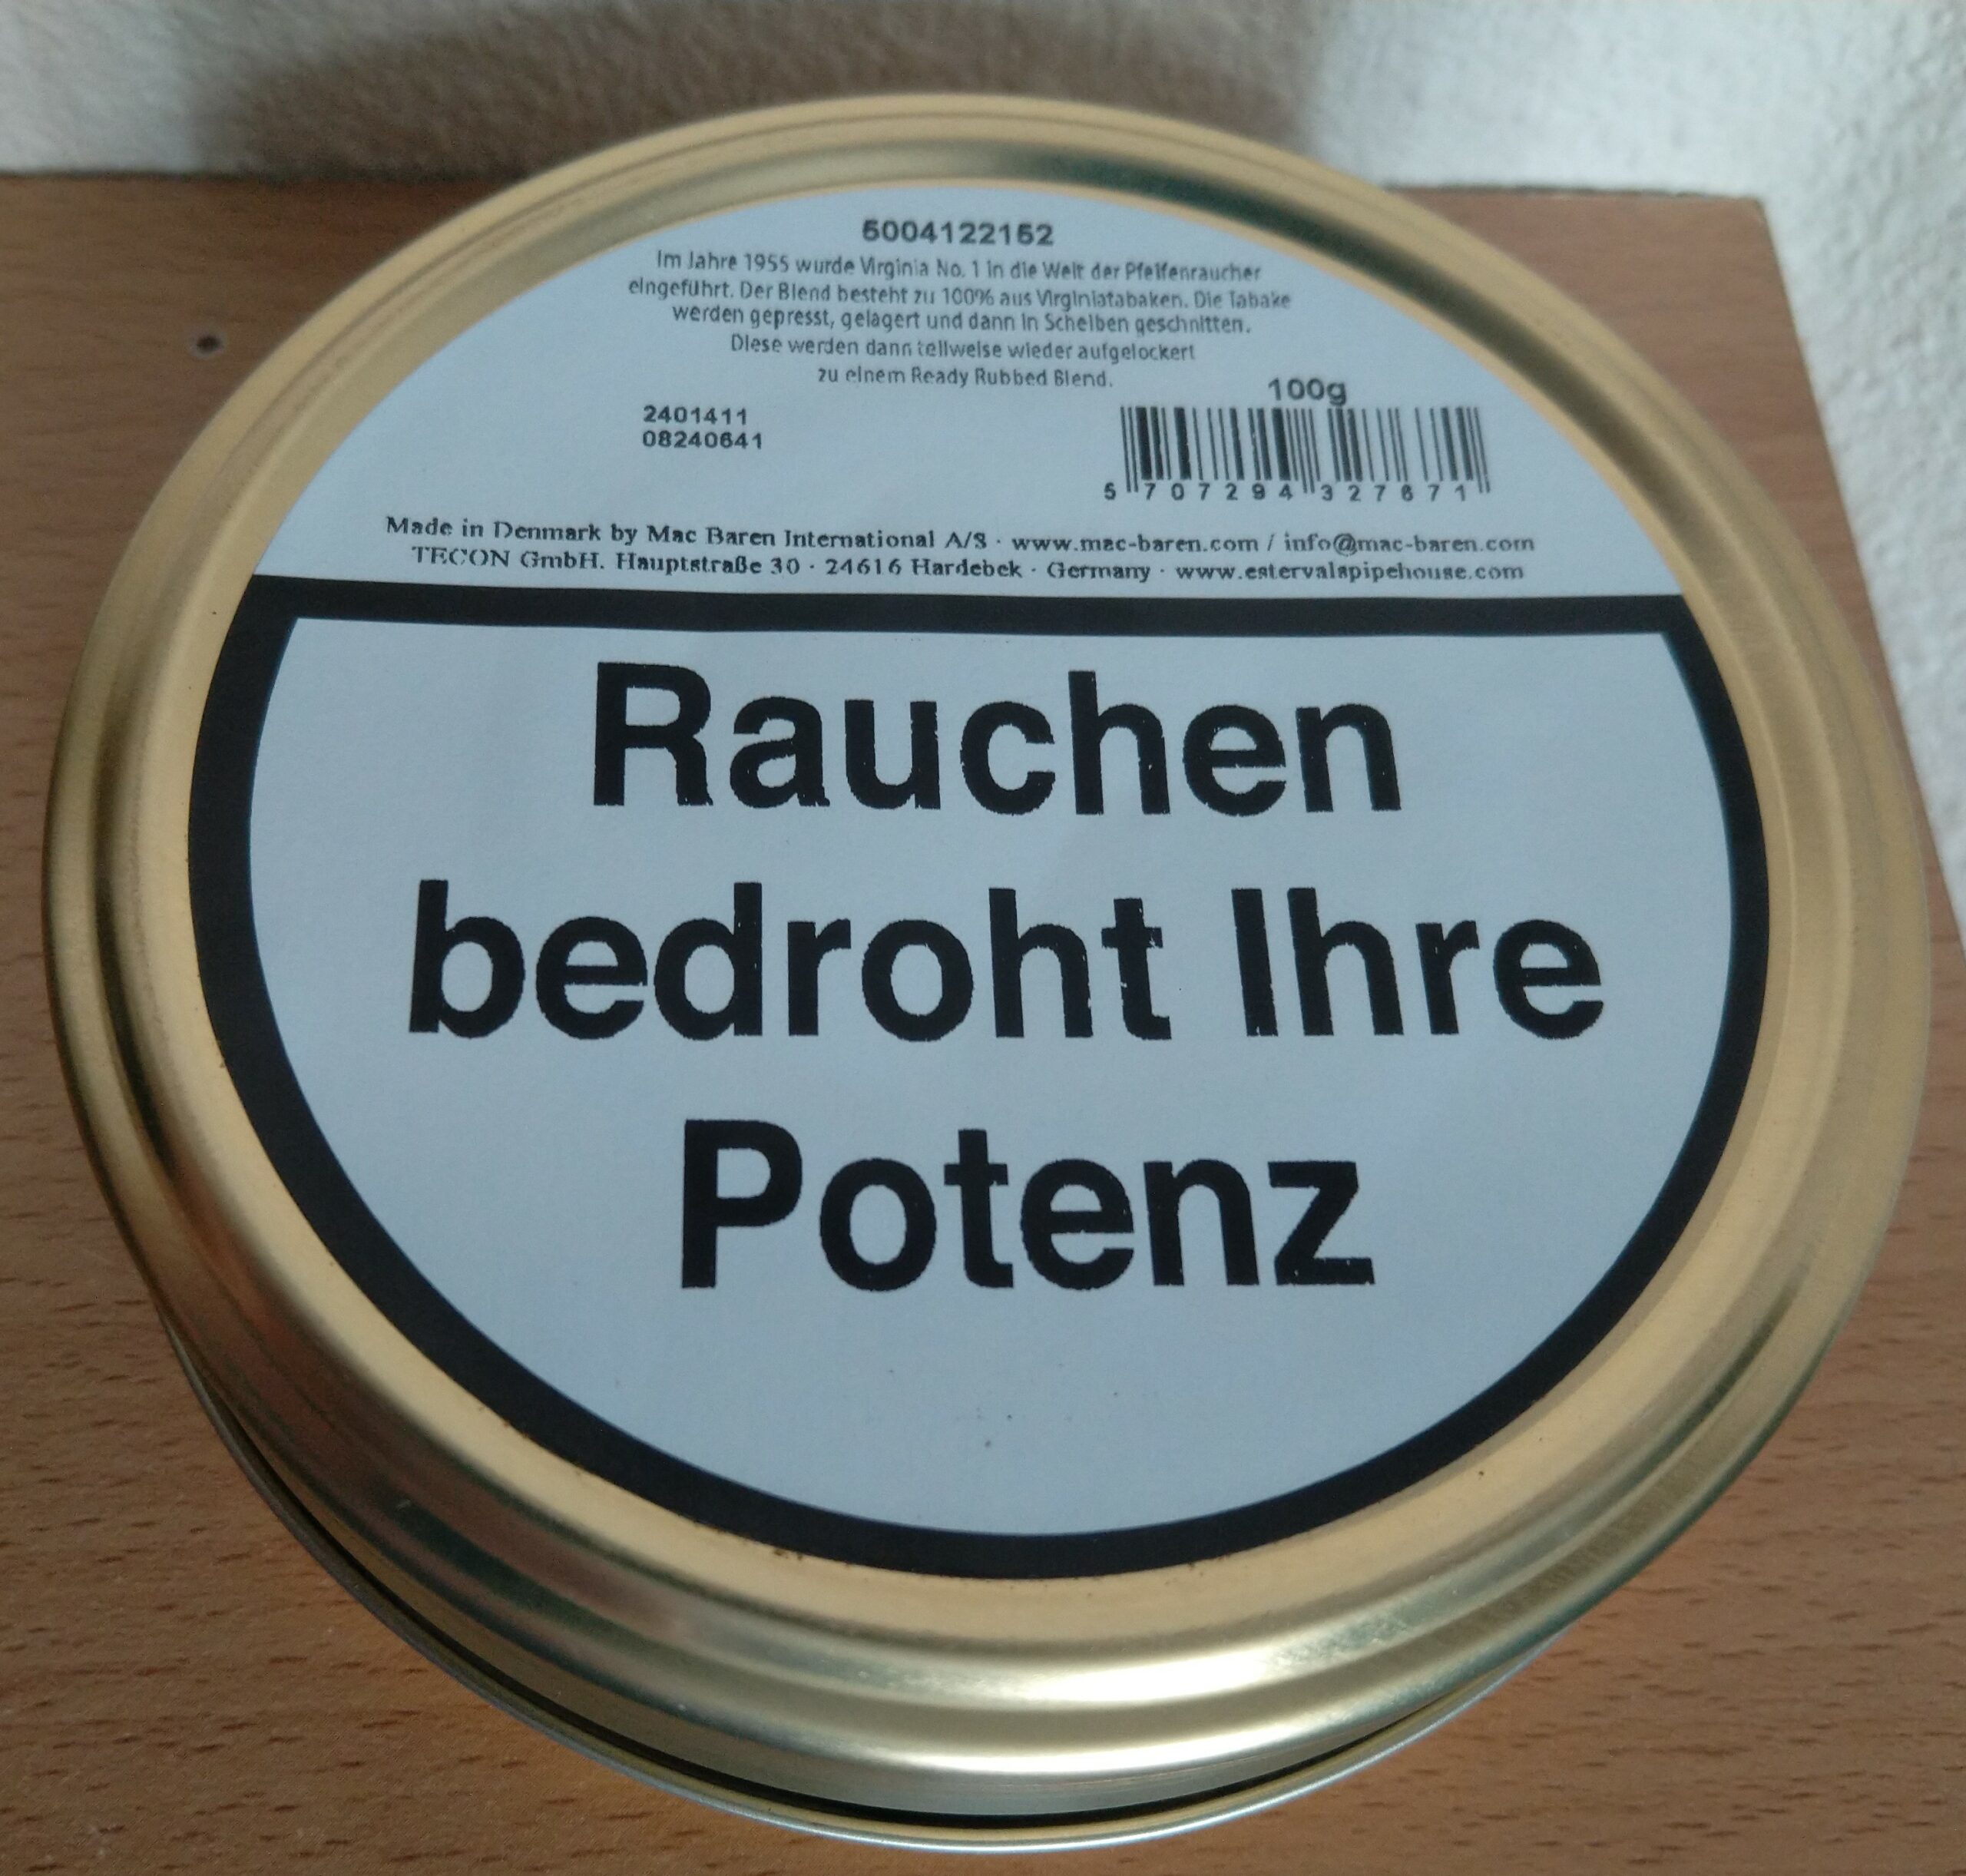 5004122152
Im Jahre 1955 wurde Virginia No. 1 in die Welt der Pfeifenraucher
eingeführt. Der Blend besteht zu 100% aus Virginiatabaken. Die Tabake
werden gepresst, gelagert und dann in Scheiben geschnitten.
Diese werden dann teilweise wieder aufgelockert
zu einem Ready Rubbed Blend.
100g
2401411
08240641
5 707294 327671
Made in Denmark by Mac Baren International A/S · www.mac-baren.com / info@mac-baren.com
TECON GmbH. Hauptstraße 30 · 24616 Hardebek · Germany · www.estervalspipehouse.com
Rauchen
bedroht Ihre
Potenz